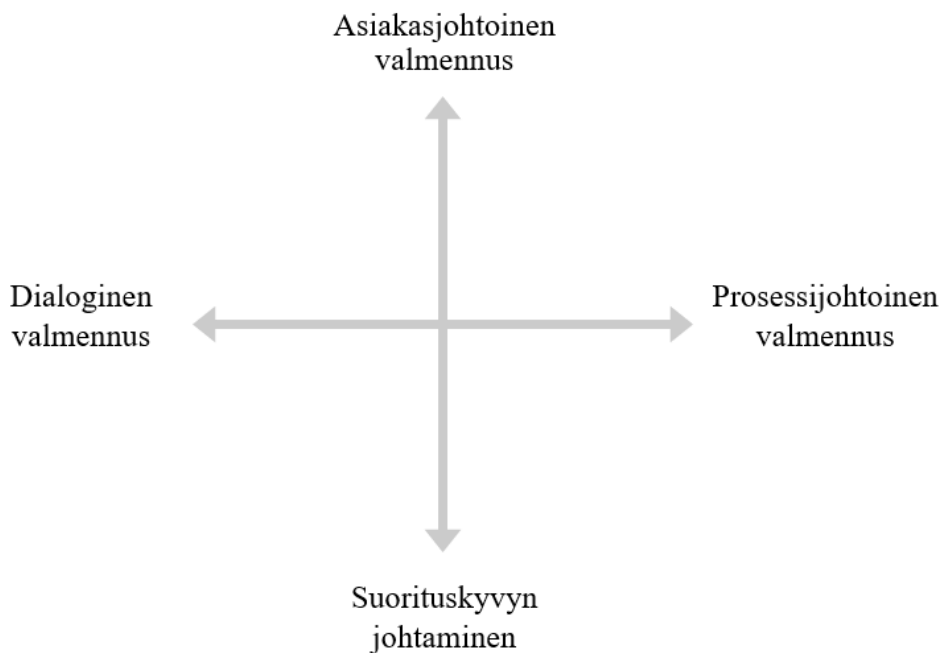 Asiakasjohtoinen
valmennus
Dialoginen
valmennus
Prosessijohtoinen
valmennus
Suorituskyvyn
johtaminen